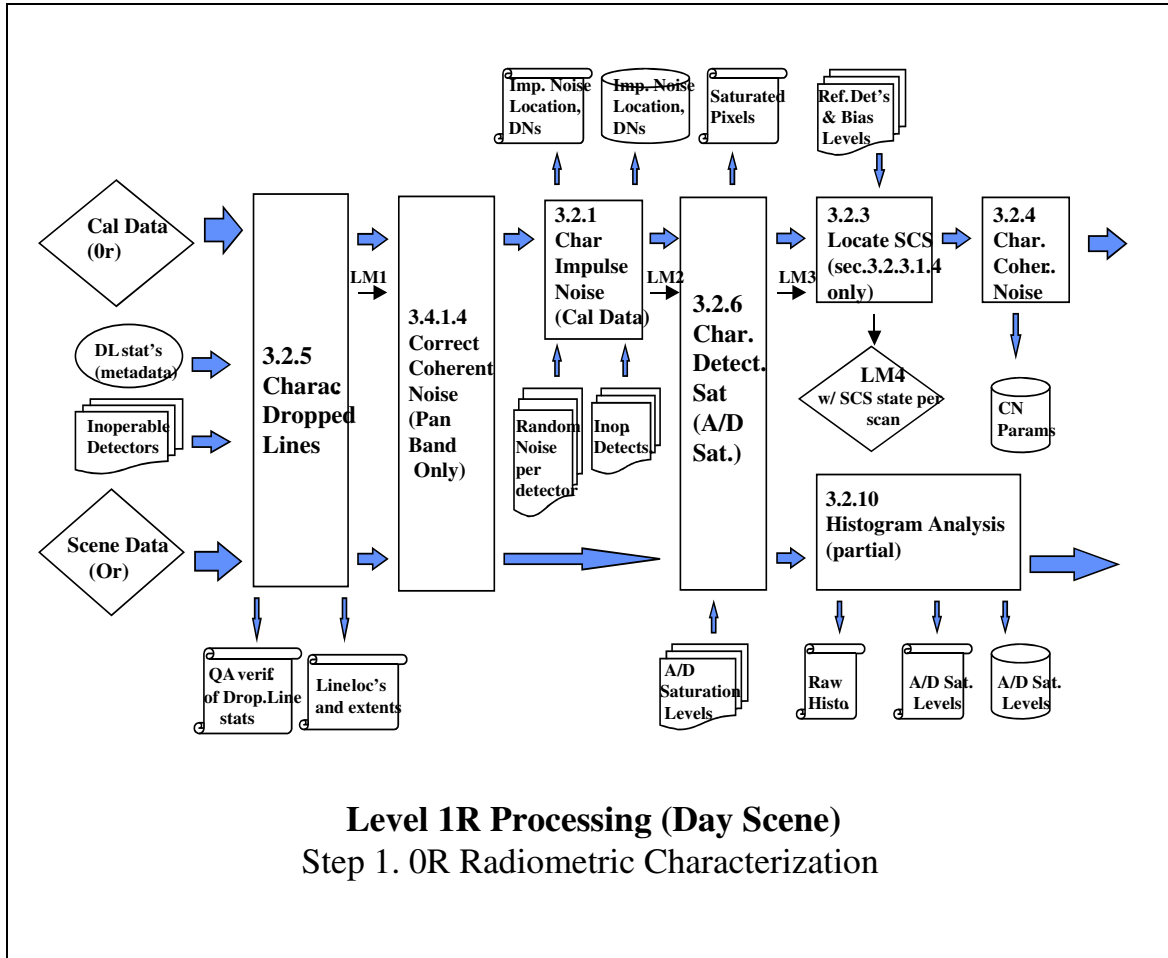 Imp. Noise
Location,
DNs
Imp. Noise
Location,
DNs
Saturated
Pixels
Ref.Det's
& Bias
Levels
Cal Data
(0r)
DL stat's
(metadata)
Inoperable
Detectors
Scene Data
(Or)
3.2.5
Charac.
Dropped
Lines
LM1
3.4.1.4
Correct
Coherent
Noise
(Pan
Band
Only)
3.2.1
Char
Impulse
Noise
(Cal Data)
LM2
Random
Noise
per
detector
Inop.
Detects.
3.2.6
Char.
Detect.
Sat
(A/D
Sat.)
LM3
3.2.3
Locate SCS
(sec.3.2.3.1.4
only)
3.2.4
Char.
Coher..
Noise
LM4
w/ SCS state per
scan
CN
Params
3.2.10
Histogram Analysis
(partial)
QA verif.
of Drop.Line
stats
Line loc's
and extents
A/D
Saturation
Levels
Raw
Histo.
A/D Sat.
Levels
A/D Sat.
Levels
Level 1R Processing (Day Scene)
Step 1. 0R Radiometric Characterization